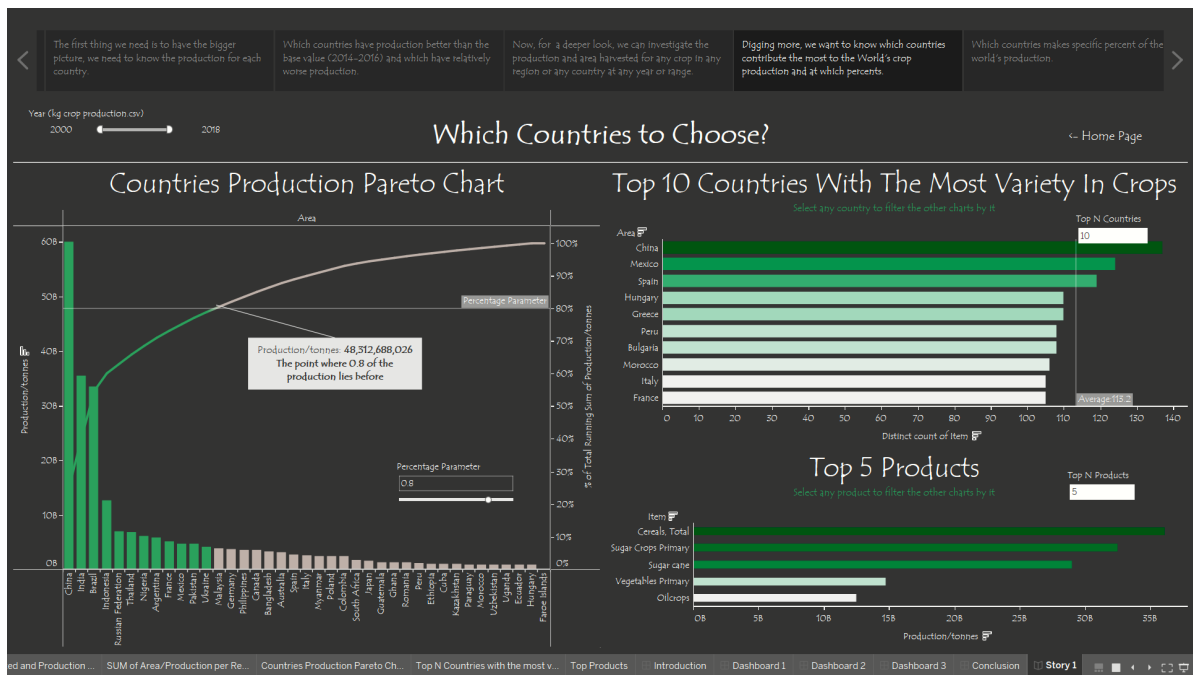 The first thing we need is to have the bigger
picture, we need to know the production for each
country.
Which countries have production better than the
base value (2014-2016) and which have relatively
worse production.
Now, for a deeper look, we can investigate the
production and area harvested for any crop in any
region or any country at any year or range.
Digging more, we want to know which countries
contribute the most to the World's crop
production and at which percents.
Which countries makes specific percent of the
world's production.
Year (kg crop production.csv)
2000
2018
Which Countries to Choose?
<- Home Page
Countries Production Pareto Chart
Area
60B
50B
40B
30B
20B
10B
0B
Production/tonnes
100%
90%
80%
70%
60%
50%
40%
30%
20%
10%
0%
% of Total Running Sum of Production/tonnes
Percentage Parameter
Production/tonnes: 48,312,688,026
The point where 0.8 of the
production lies before
Percentage Parameter
0.8
China
India
Brazil
Indonesia
Russian Federation
Thailand
Nigeria
Argentina
France
Mexico
Pakistan
Ukraine
Malaysia
Germany
Philippines
Canada
Bangladesh
Australia
Spain
Italy
Myanmar
Poland
Colombia
South Africa
Japan
Guatemala
Ghana
Romania
Peru
Ethiopia
Kazakhstan
Paraguay
Morocco
Uzbekistan
Uganda
Ecuador
Hungary
Faroe Islands
Top 10 Countries With The Most Variety In Crops
Select any country to filter the other charts by it
Top N Countries
10
Area
China
Mexico
Spain
Hungary
Greece
Peru
Bulgaria
Morocco
Italy
France
Average:113.2
0 10 20 30 40 50 60 70 80 90 100 110 120 130 140
Distinct count of Item
Top 5 Products
Select any product to filter the other charts by it
Top N Products
5
Item
Cereals, Total
Sugar Crops Primary
Sugar cane
Vegetables Primary
Oilcrops
0B 5B 10B 15B 20B 25B 30B 35B
Production/tonnes
ed and Production ... SUM of Area/Production per Re... Countries Production Pareto Ch... Top N Countries with the most v... Top Products Introduction Dashboard 1 Dashboard 2 Dashboard 3 Conclusion Story 1